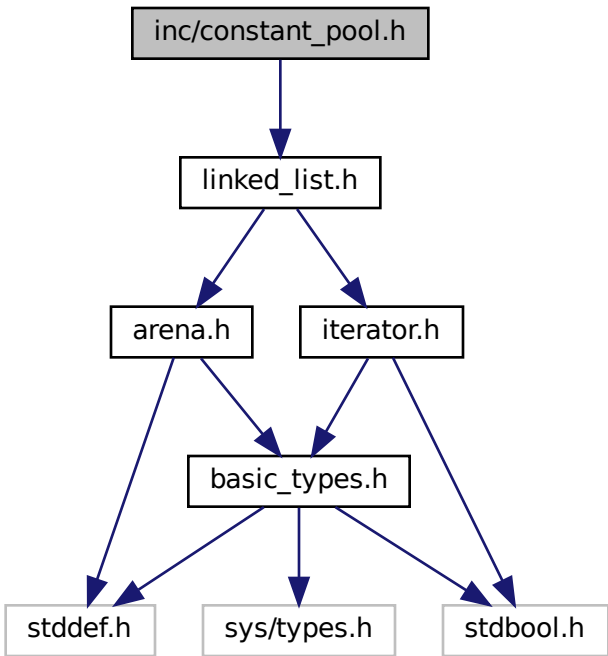 inc/constant_pool.h
linked_list.h
arena.h
iterator.h
basic_types.h
stddef.h
sys/types.h
stdbool.h